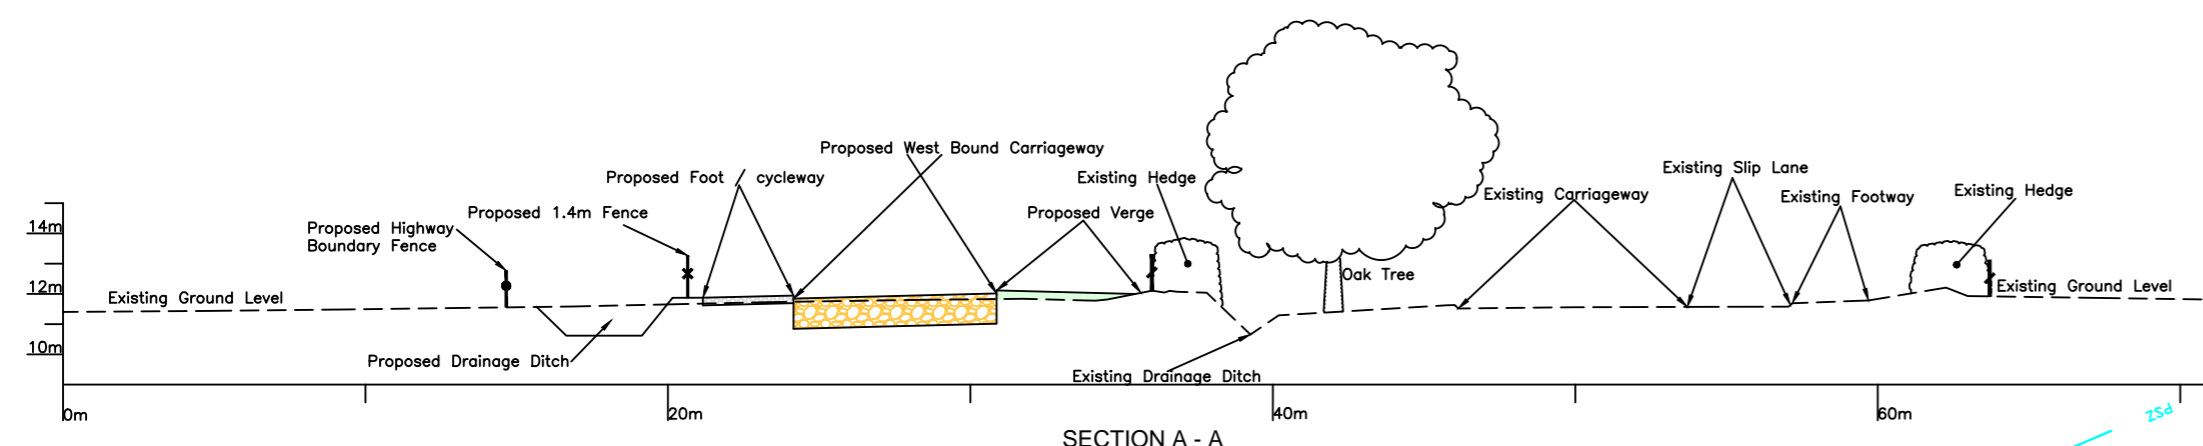 Proposed West Bound Carriageway
Existing Slip Lane
Proposed Foot / cycleway
Existing Hedge
Existing Carriageway
Existing Footway
Existing Hedge
Proposed 1.4m Fence
Proposed Verge
14m
Proposed Highway
Boundary Fence
Oak Tree
12m
Existing Ground Level
Existing Ground Level
10m
Proposed Drainage Ditch
Existing Drainage Ditch
0m
20m
40m
60m
PSZ
SECTION A - A